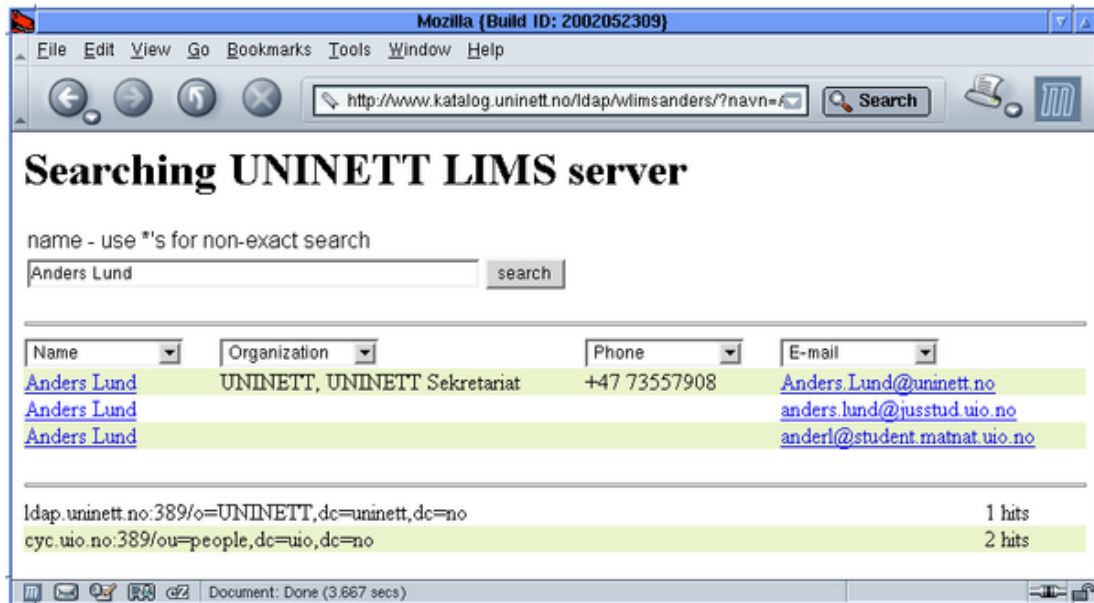 Mozilla {Build ID: 2002052309}
File Edit View Go Bookmarks Tools Window Help
http://www.katalog.uninett.no/ldap/wlimsanders/?navn=A Search
Searching UNINETT LIMS server
name - use *'s for non-exact search
Anders Lund search
Name Organization Phone E-mail
Anders Lund UNINETT, UNINETT Sekretariat +47 73557908 Anders.Lund@uninett.no
Anders Lund anders.lund@jusstud.uio.no
Anders Lund anderl@student.matnat.uio.no
ldap.uninett.no:389/o=UNINETT,dc=uninett,dc=no 1 hits
cyc.uio.no:389/ou=people,dc=uio,dc=no 2 hits
Document: Done (3.667 secs)